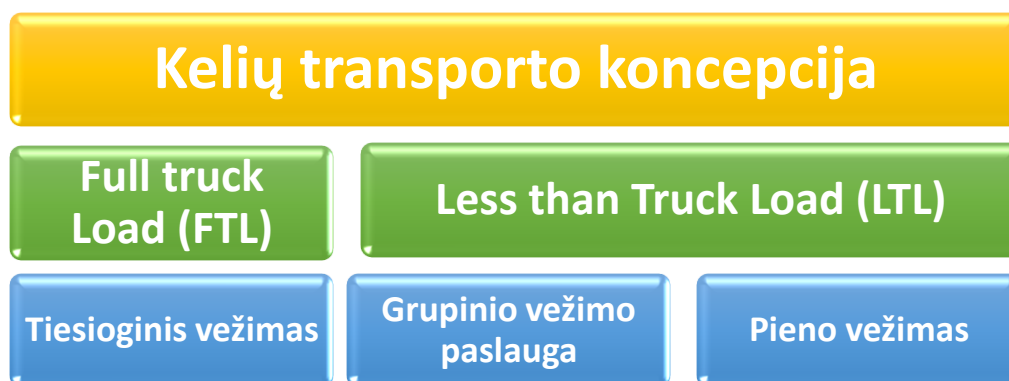 Kelių transporto koncepcija
Full truck
Load (FTL)
Less than Truck Load (LTL)
Tiesioginis vežimas
Grupinio vežimo
paslauga
Pieno vežimas